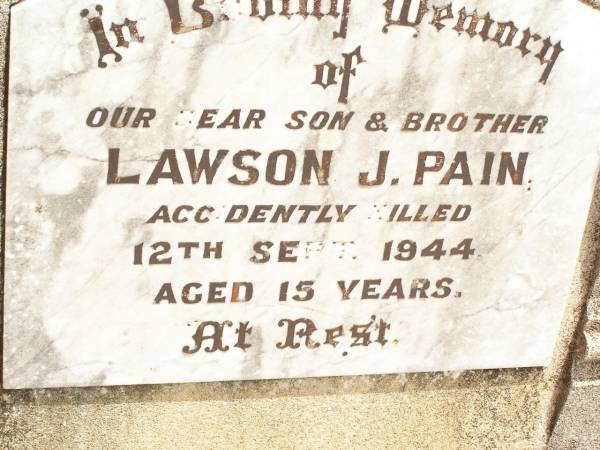 In Loving Memory
of
OUR DEAR SON & BROTHER
LAWSON J. PAIN.
ACCIDENTLY KILLED
12TH SEPT. 1944.
AGED 15 YEARS.
At Rest.